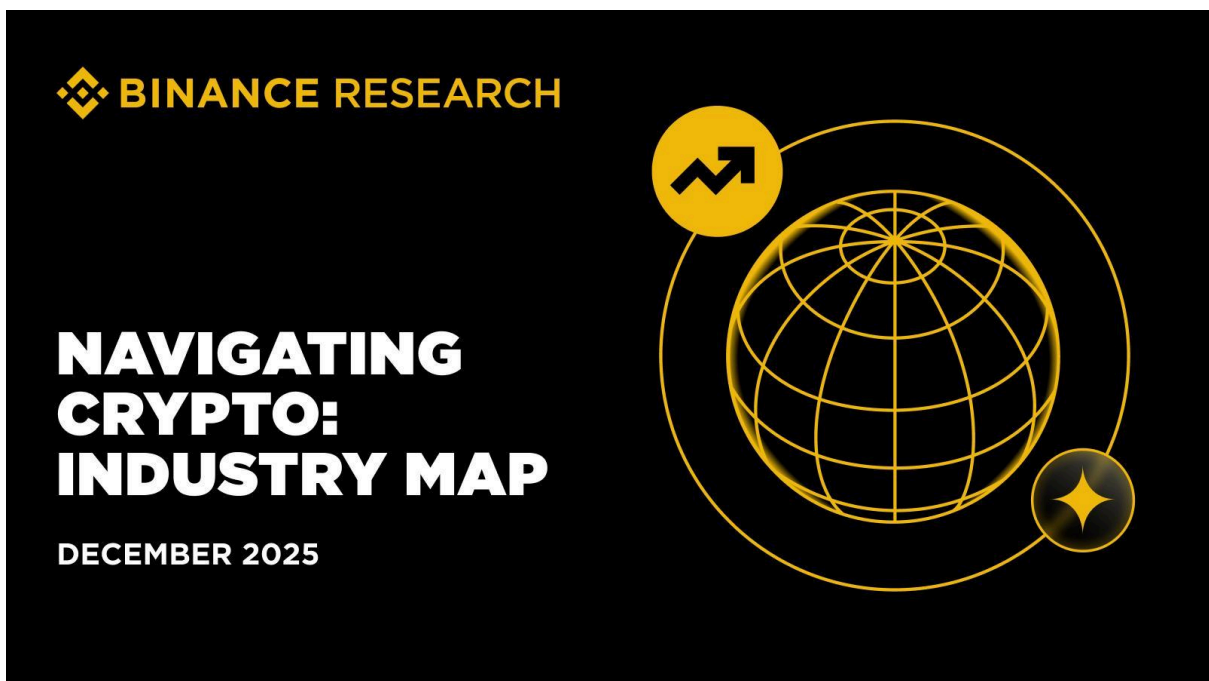 BINANCE RESEARCH
NAVIGATING
CRYPTO:
INDUSTRY MAP
DECEMBER 2025